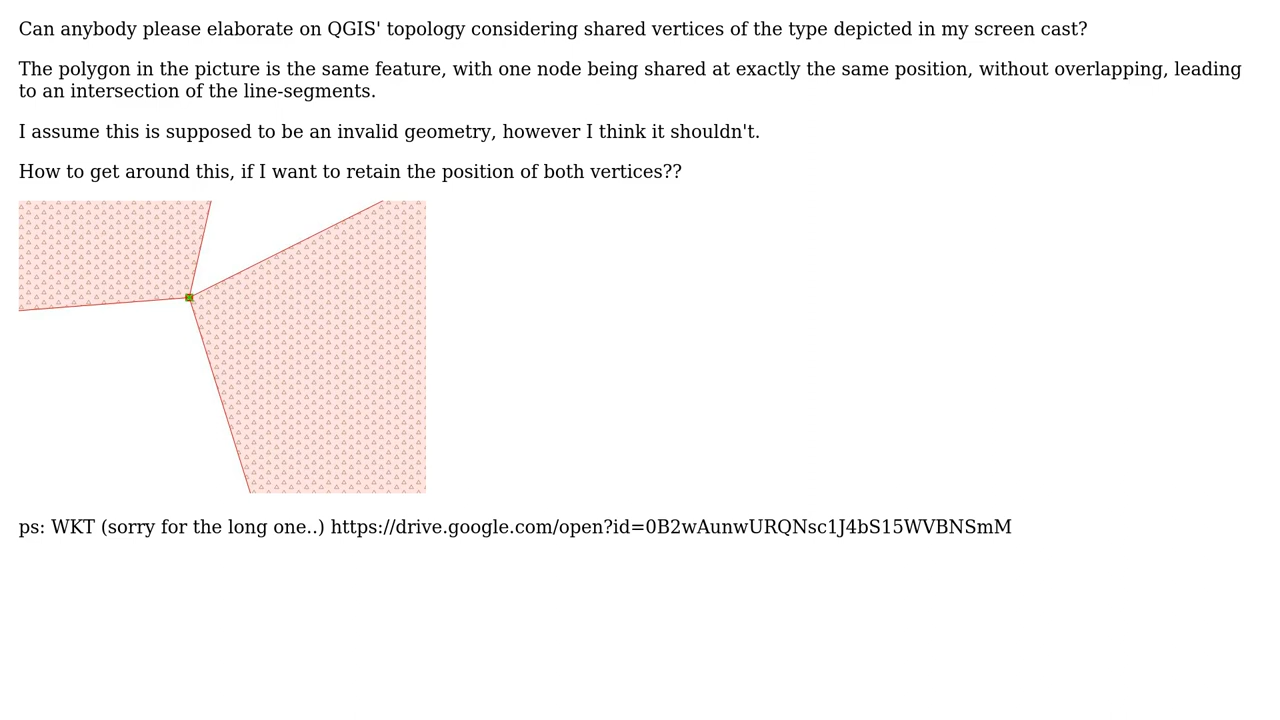 Can anybody please elaborate on QGIS' topology considering shared vertices of the type depicted in my screen cast?
The polygon in the picture is the same feature, with one node being shared at exactly the same position, without overlapping, leading
to an intersection of the line-segments.
I assume this is supposed to be an invalid geometry, however I think it shouldn't.
How to get around this, if I want to retain the position of both vertices??
ps: WKT (sorry for the long one..) https://drive.google.com/open?id=0B2wAunwURQNsc1J4bS15WVBNSmM